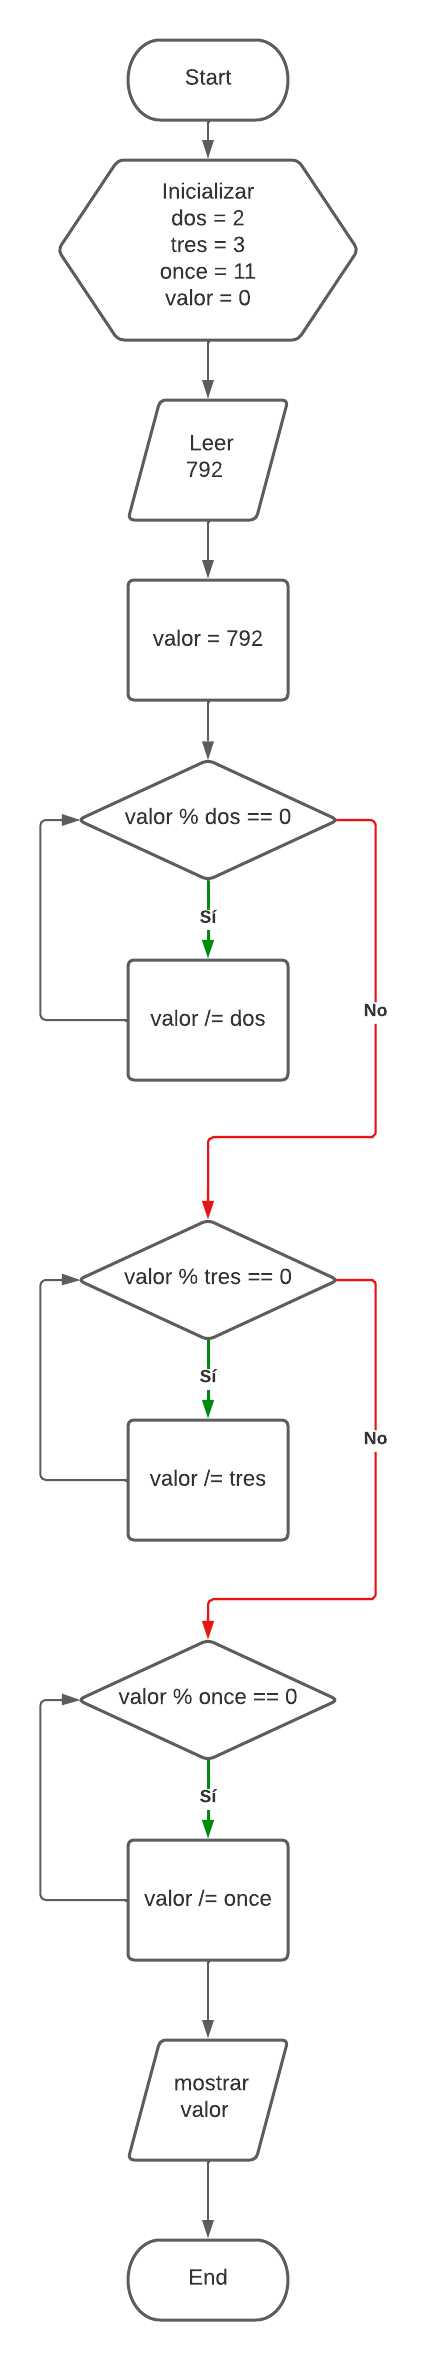 Start
Inicializar
dos = 2
tres = 3
once = 11
valor = 0
Leer
792
valor = 792
valor % dos == 0
Sí
valor /= dos
No
valor % tres == 0
Sí
No
valor /= tres
valor % once == 0
Sí
valor /= once
mostrar
valor
End